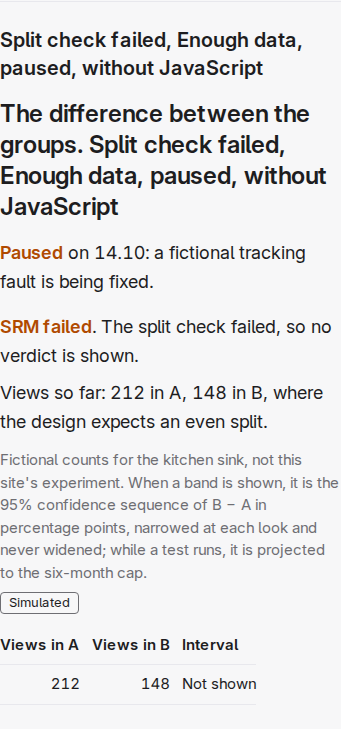 Split check failed, Enough data,
paused, without JavaScript
The difference between the
groups. Split check failed,
Enough data, paused, without
JavaScript
Paused on 14.10: a fictional tracking
fault is being fixed.
SRM failed. The split check failed, so no
verdict is shown.
Views so far: 212 in A, 148 in B, where
the design expects an even split.
Fictional counts for the kitchen sink, not this
site's experiment. When a band is shown, it is the
95% confidence sequence of B − A in
percentage points, narrowed at each look and
never widened; while a test runs, it is projected
to the six-month cap.
Simulated
Views in A Views in B Interval
212 148 Not shown